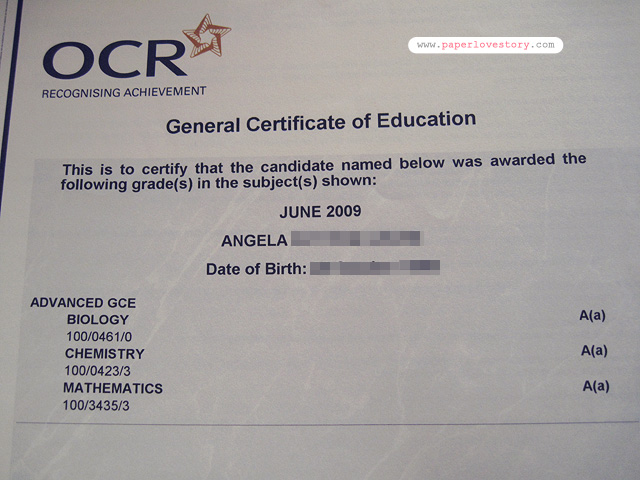 www.paperlovestory.com
OCR
RECOGNISING ACHIEVEMENT
General Certificate of Education
This is to certify that the candidate named below was awarded the
following grade(s) in the subject(s) shown:
JUNE 2009
ANGELA
Date of Birth:
ADVANCED GCE
BIOLOGY A(a)
100/0461/0
CHEMISTRY A(a)
100/0423/3
MATHEMATICS A(a)
100/3435/3